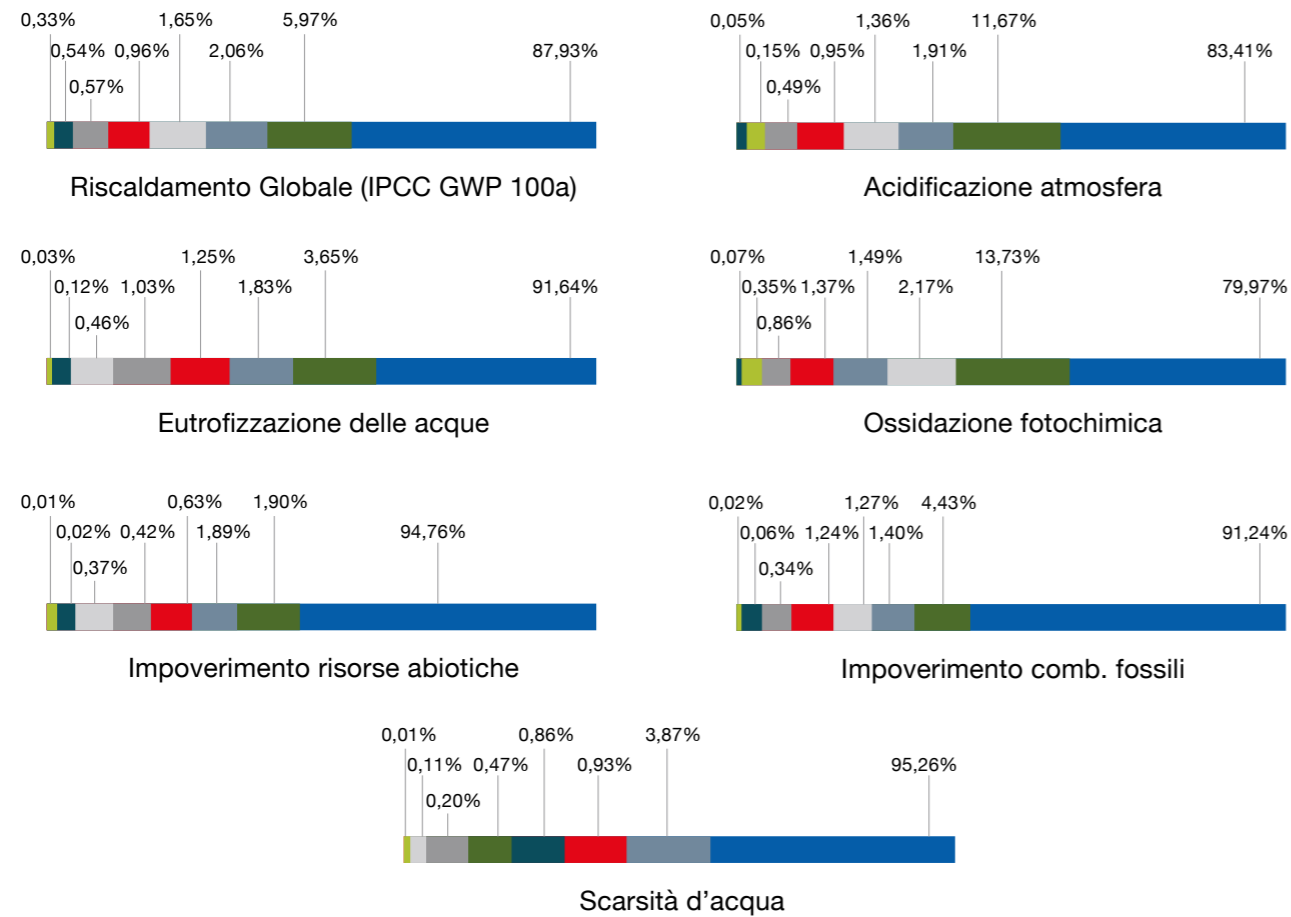 0,33% 1,65% 5,97%
0,54% 0,96% 2,06% 87,93%
0,57%
Riscaldamento Globale (IPCC GWP 100a)
0,05% 1,36% 11,67%
0,15% 0,95% 1,91% 83,41%
0,49%
Acidificazione atmosfera
0,03% 1,25% 3,65%
0,12% 1,03% 1,83% 91,64%
0,46%
Eutrofizzazione delle acque
0,07% 1,49% 13,73%
0,35% 1,37% 2,17% 79,97%
0,86%
Ossidazione fotochimica
0,01% 0,63% 1,90%
0,02% 0,42% 1,89% 94,76%
0,37%
Impoverimento risorse abiotiche
0,02% 1,27% 4,43%
0,06% 1,24% 1,40% 91,24%
0,34%
Impoverimento comb. fossili
0,01% 0,86% 3,87%
0,11% 0,47% 0,93% 95,26%
0,20%
Scarsità d’acqua